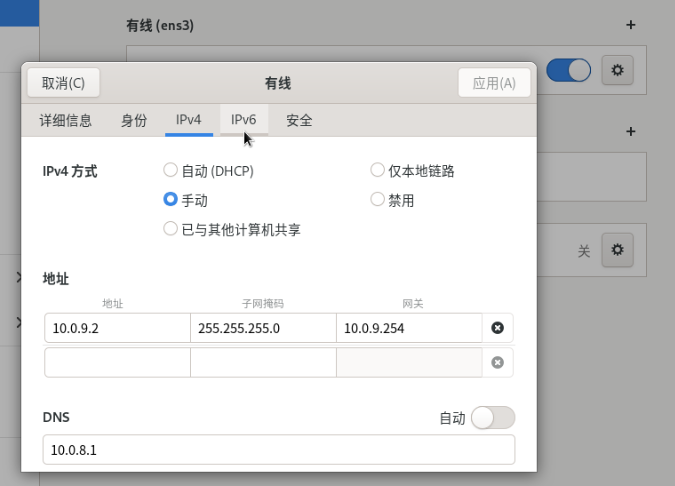 有线 (ens3)
+
取消(C) 有线 应用(A)
+
详细信息 身份 IPv4 IPv6 安全
IPv4 方式 自动 (DHCP) 仅本地链路
手动 禁用
已与其他计算机共享
关
地址
地址 子网掩码 网关
10.0.9.2 255.255.255.0 10.0.9.254
DNS 自动
10.0.8.1